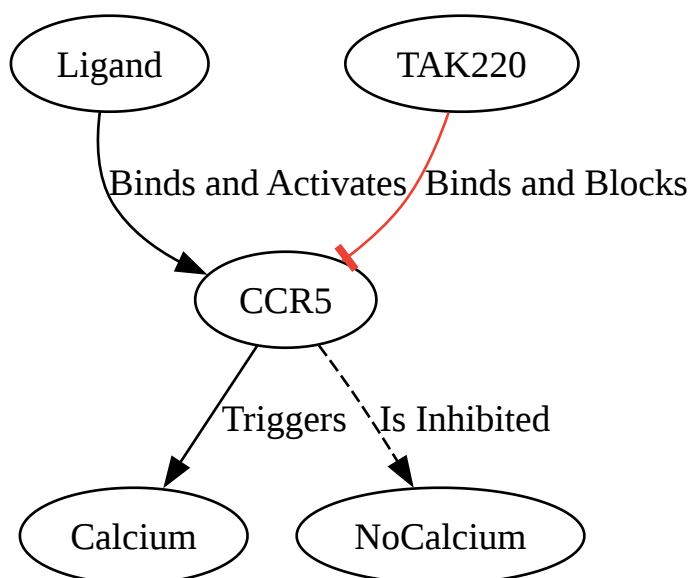 Ligand
TAK220
Binds and Activates
Binds and Blocks
CCR5
Triggers
Is Inhibited
Calcium
NoCalcium